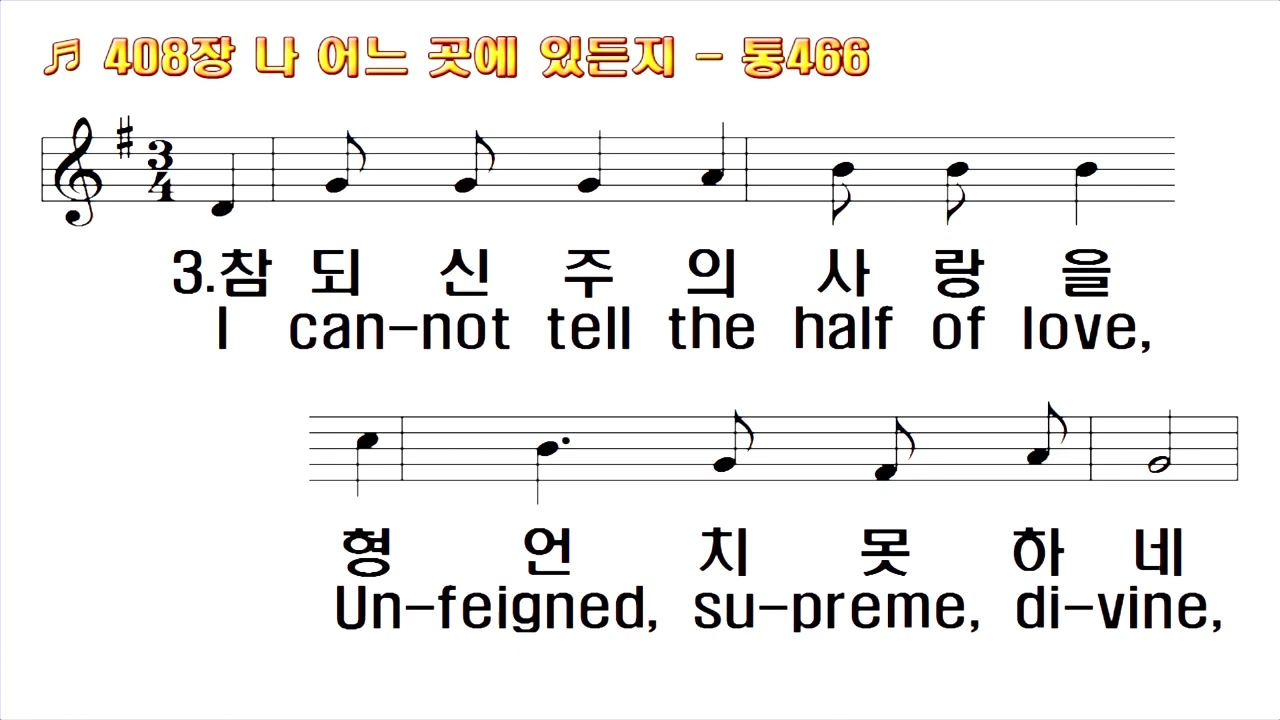 408장 나 어느 곳에 있든지 - 통466
3
4
3.참 되 신 주 의 사 랑 을
I can-not tell the half of love,
형 언 치 못 하 네
Un-feigned, su-preme, di-vine,